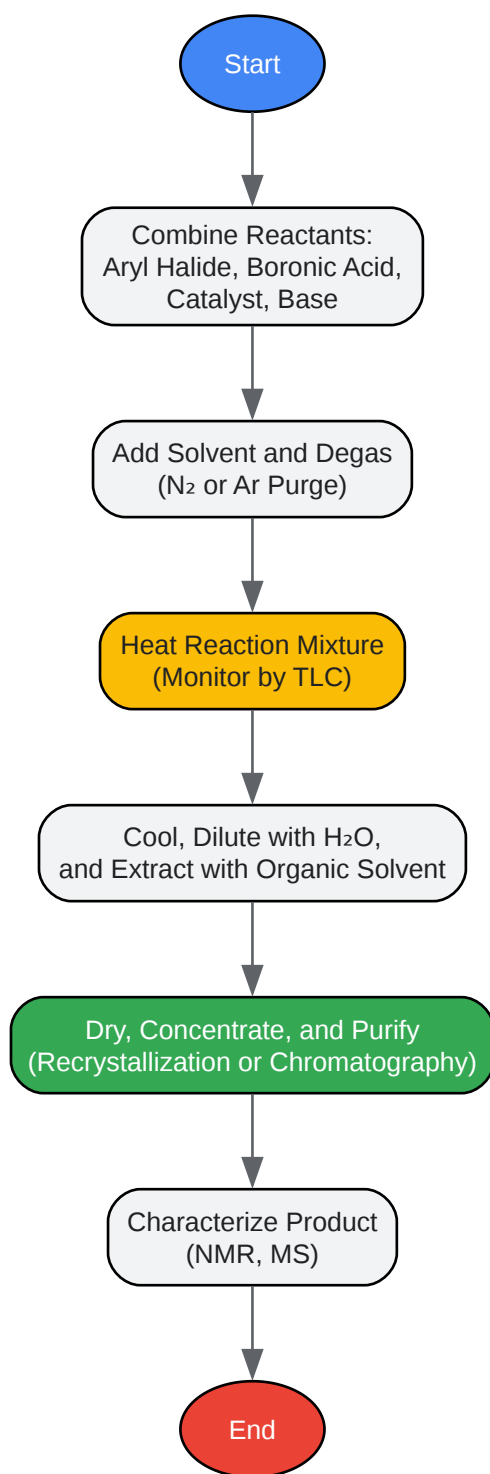 Start
Combine Reactants:
Aryl Halide, Boronic Acid,
Catalyst, Base
Add Solvent and Degas
(N₂ or Ar Purge)
Heat Reaction Mixture
(Monitor by TLC)
Cool, Dilute with H₂O,
and Extract with Organic Solvent
Dry, Concentrate, and Purify
(Recrystallization or Chromatography)
Characterize Product
(NMR, MS)
End